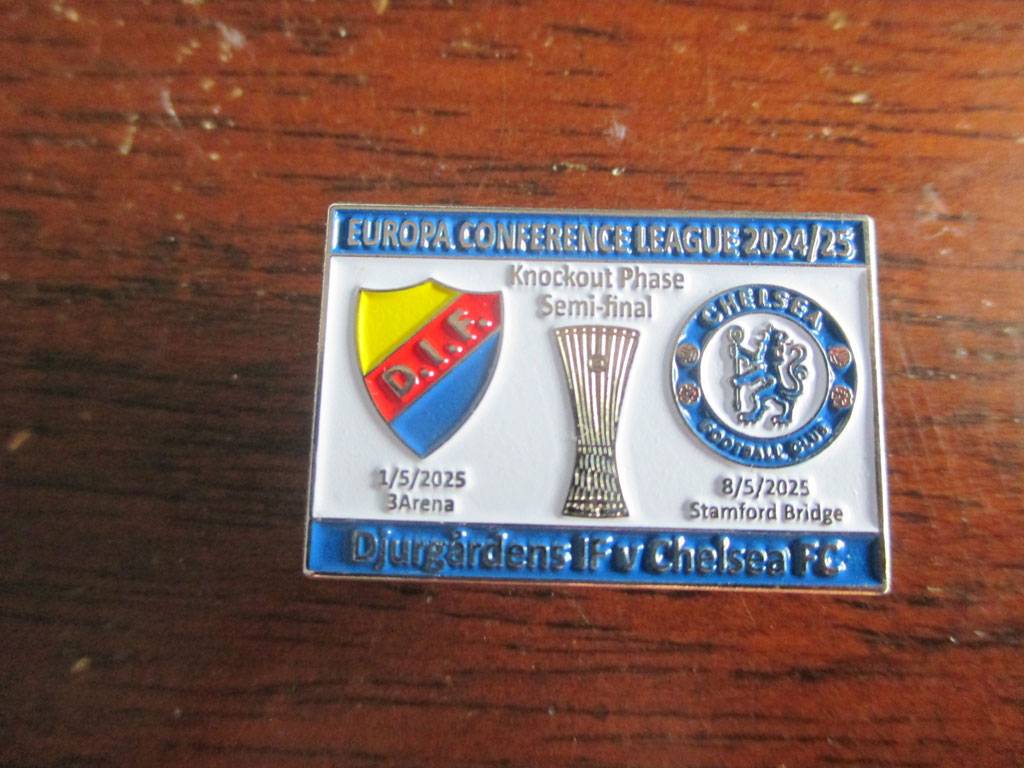 EUROPA CONFERENCE LEAGUE 2024/25
Knockout Phase
Semi-final
D.I.F.
CHELSEA
FOOTBALL CLUB
1/5/2025
3Arena
8/5/2025
Stamford Bridge
Djurgårdens IF v Chelsea FC